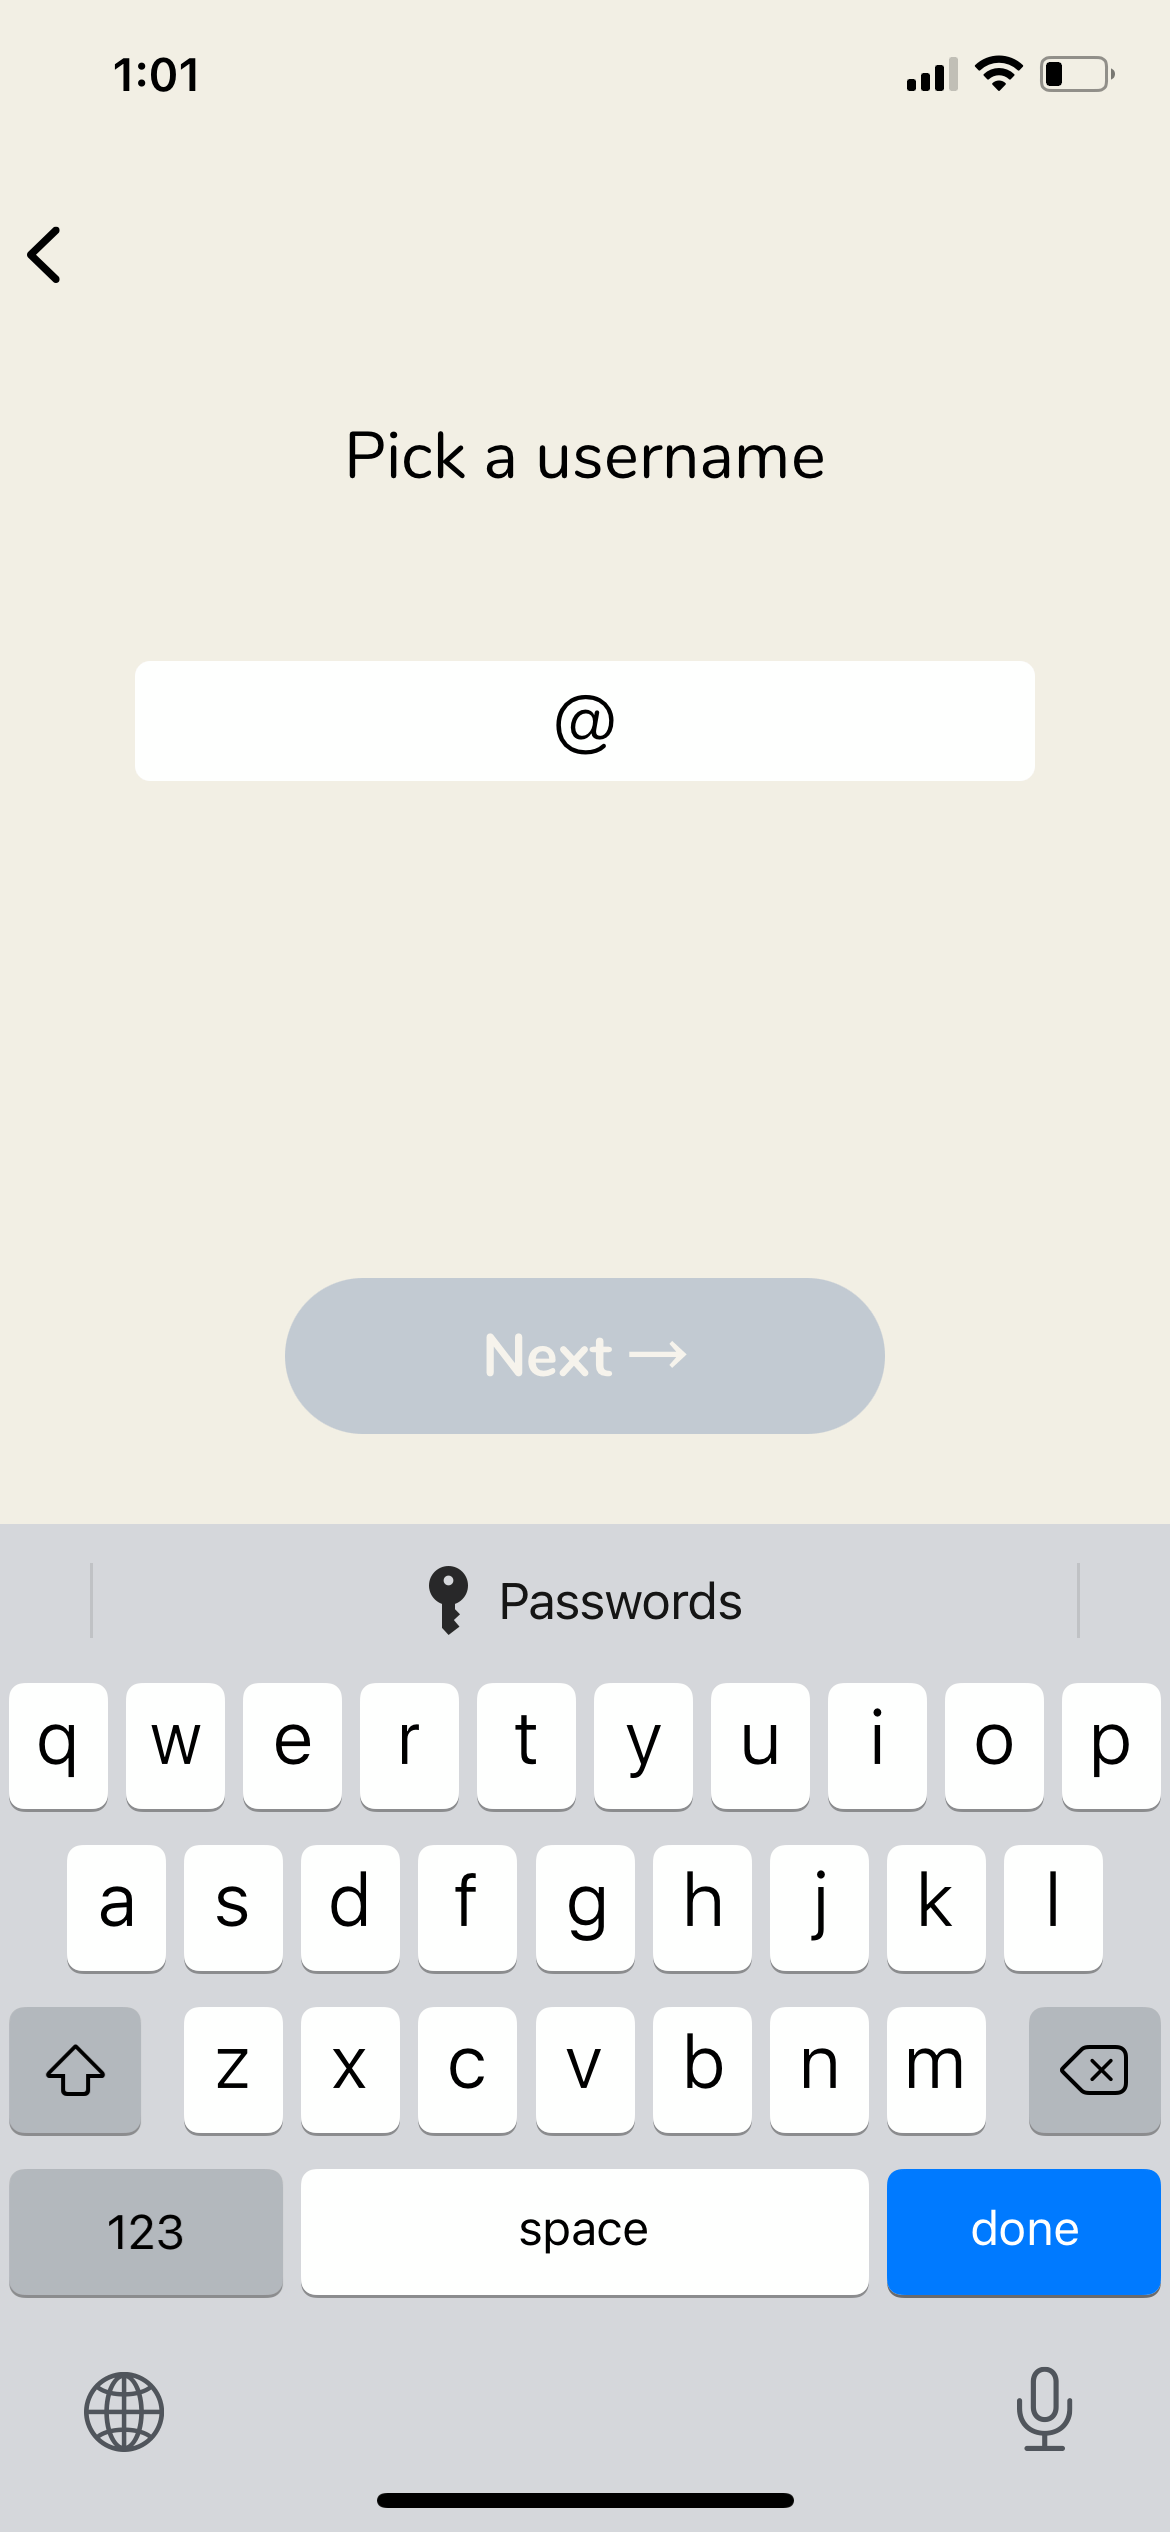 1:01
Pick a username
@
Next →
Passwords
q w e r t y u i o p
a s d f g h j k l
z x c v b n m
123 space done